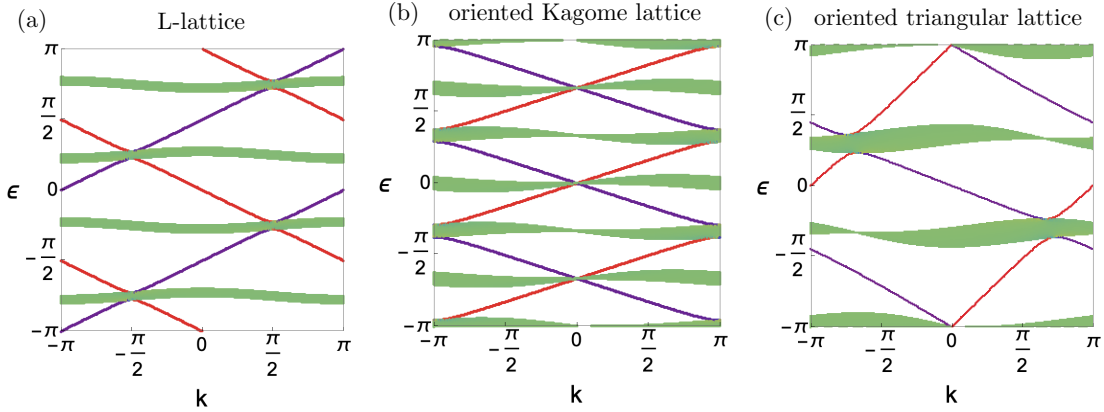 (a) L-lattice
π
π/2
0
-π/2
-π
ϵ
-π -π/2 0 π/2 π
k
(b) oriented Kagome lattice
π
π/2
0
-π/2
-π
ϵ
-π -π/2 0 π/2 π
k
(c) oriented triangular lattice
π
π/2
0
-π/2
-π
ϵ
-π -π/2 0 π/2 π
k